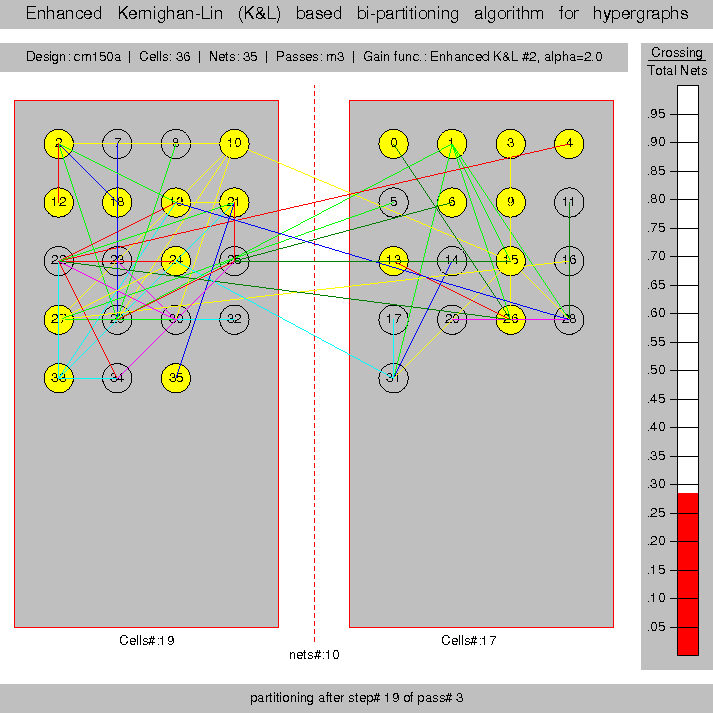 Enhanced Kernighan-Lin (K&L) based bi-partitioning algorithm for hypergraphs
Design: cm150a | Cells: 36 | Nets: 35 | Passes: m3 | Gain func.: Enhanced K&L #2, alpha=2.0
Crossing
Total Nets
.95
.90
.85
.80
.75
.70
.65
.60
.55
.50
.45
.40
.35
.30
.25
.20
.15
.10
.05
2 7 8 10 0 1 3 4
12 18 19 21 5 6 9 11
22 23 24 25 13 14 15 16
27 29 30 32 17 20 26 28
33 34 35 31
Cells#:19
Cells#:17
nets#:10
partitioning after step# 19 of pass# 3